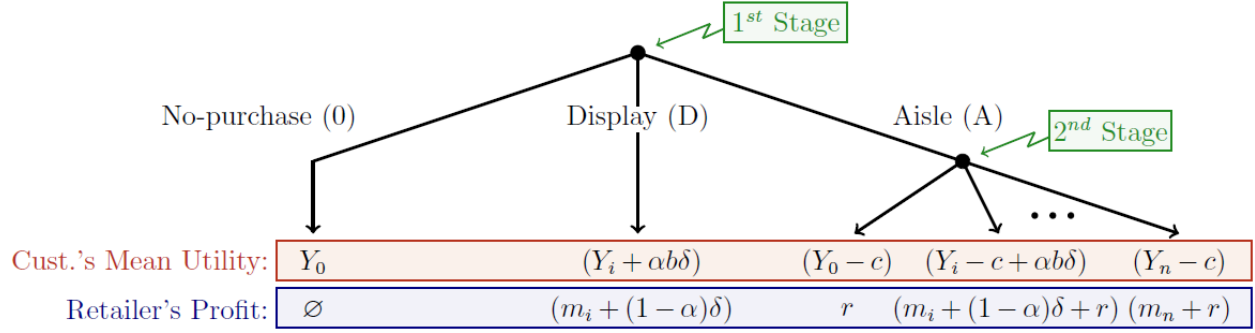 1st Stage
No-purchase (0) Display (D) Aisle (A)
2nd Stage
...
Cust.'s Mean Utility: Y0 (Yi + αbδ) (Y0 − c) (Yi − c + αbδ) (Yn − c)
Retailer's Profit: ∅ (mi + (1 − α)δ) r (mi + (1 − α)δ + r) (mn + r)